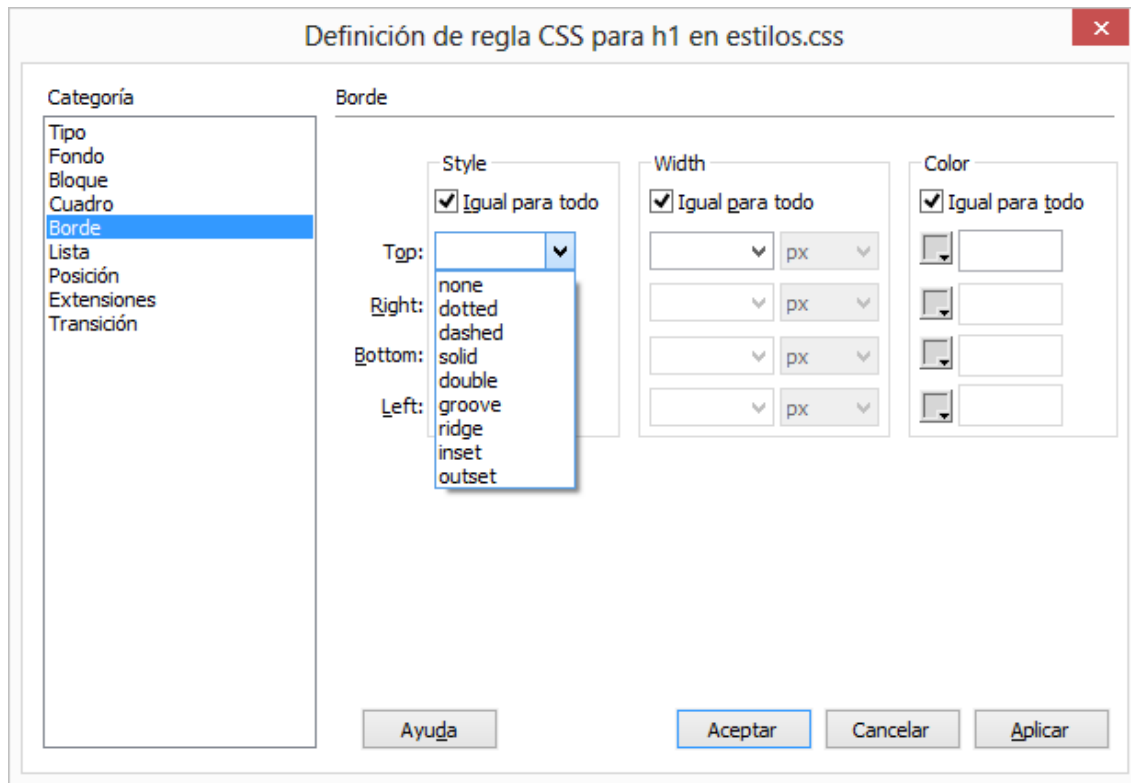 Definición de regla CSS para h1 en estilos.css
Categoría
Tipo
Fondo
Bloque
Cuadro
Borde
Lista
Posición
Extensiones
Transición
Borde
Style Width Color
Igual para todo Igual para todo Igual para todo
Top: px
none
dotted
Right: px
dashed
solid
Bottom: px
double
groove
Left: px
ridge
inset
outset
Ayuda Aceptar Cancelar Aplicar